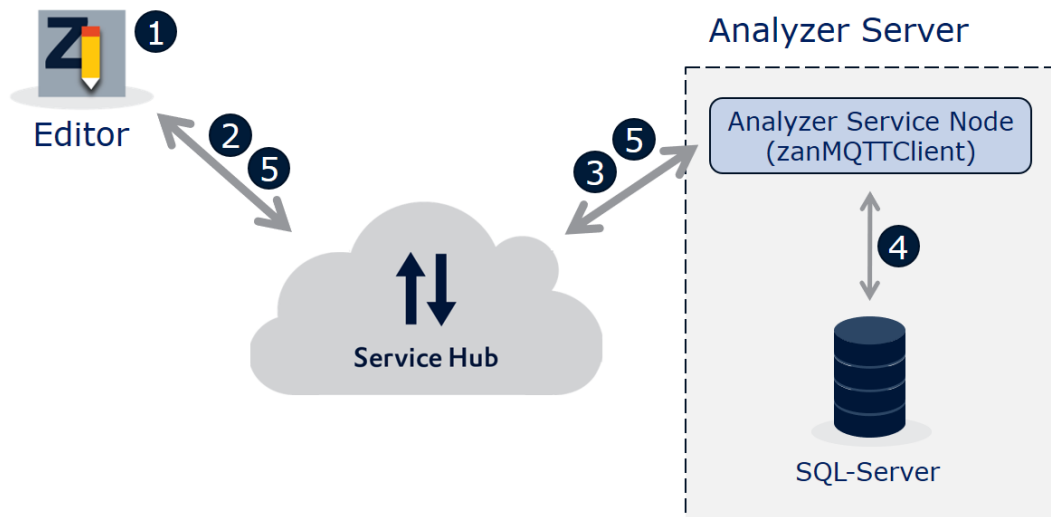 Z
1
Analyzer Server
Editor
2
5
5
3
Analyzer Service Node
(zanMQTTClient)
4
Service Hub
SQL-Server